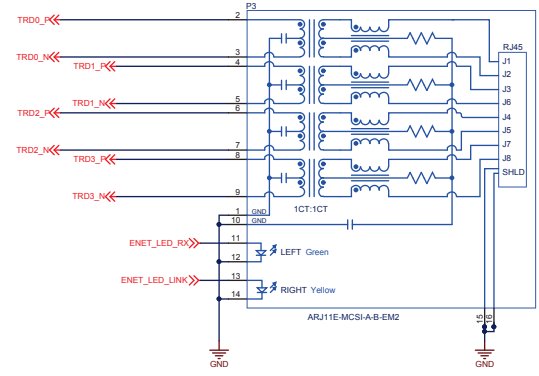 P3
TRD0_P 2
RJ45
J1
TRD0_N 3
J2
TRD1_P 4
J3
TRD1_N 5
J6
TRD2_P 6
J4
J5
TRD2_N 7
J7
TRD3_P 8
J8
SHLD
TRD3_N 9
1CT:1CT
1 GND
10 GND
ENET_LED_RX 11
LEFT Green
12
ENET_LED_LINK 13
RIGHT Yellow
14
ARJ11E-MCSI-A-B-EM2
15
16
GND
GND